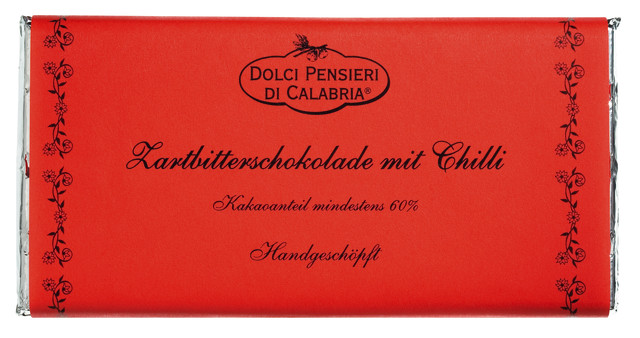 DOLCI PENSIERI
DI CALABRIA®
Zartbitterschokolade mit Chilli
Kakaoanteil mindestens 60%
Handgeschöpft